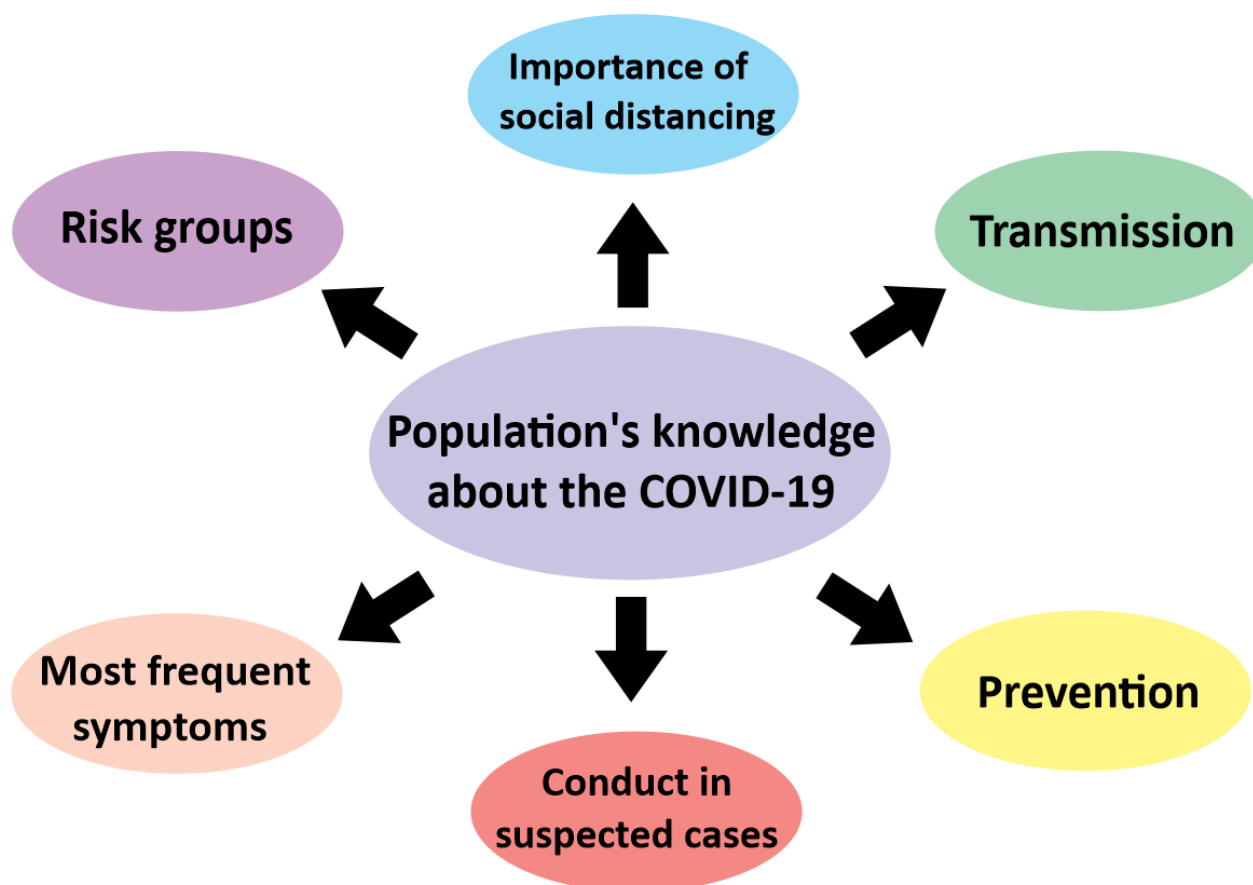 Importance of
social distancing
Risk groups
Transmission
Population's knowledge
about the COVID-19
Most frequent
symptoms
Prevention
Conduct in
suspected cases